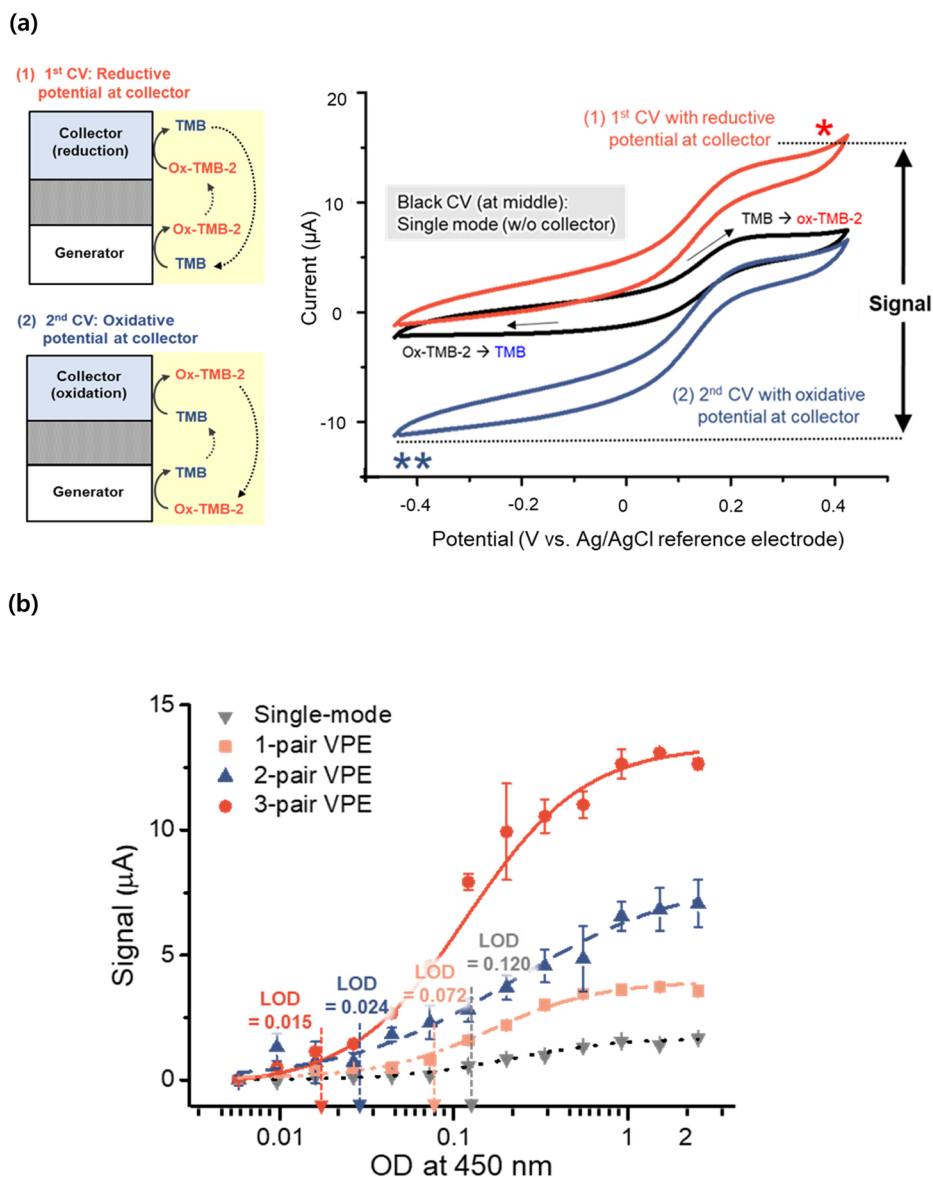 (a)
(1) 1st CV: Reductive
potential at collector
Collector
(reduction)
Generator
TMB
Ox-TMB-2
Ox-TMB-2
TMB
(2) 2nd CV: Oxidative
potential at collector
Collector
(oxidation)
Generator
Ox-TMB-2
TMB
TMB
Ox-TMB-2
20
10
0
-10
Current (µA)
(1) 1st CV with reductive
potential at collector
*
Black CV (at middle):
Single mode (w/o collector)
TMB → ox-TMB-2
Signal
Ox-TMB-2 → TMB
(2) 2nd CV with oxidative
potential at collector
**
-0.4 -0.2 0 0.2 0.4
Potential (V vs. Ag/AgCl reference electrode)
(b)
15
10
5
0
Signal (µA)
Single-mode
1-pair VPE
2-pair VPE
3-pair VPE
LOD
= 0.015
LOD
= 0.024
LOD
= 0.072
LOD
= 0.120
0.01 0.1 1 2
OD at 450 nm